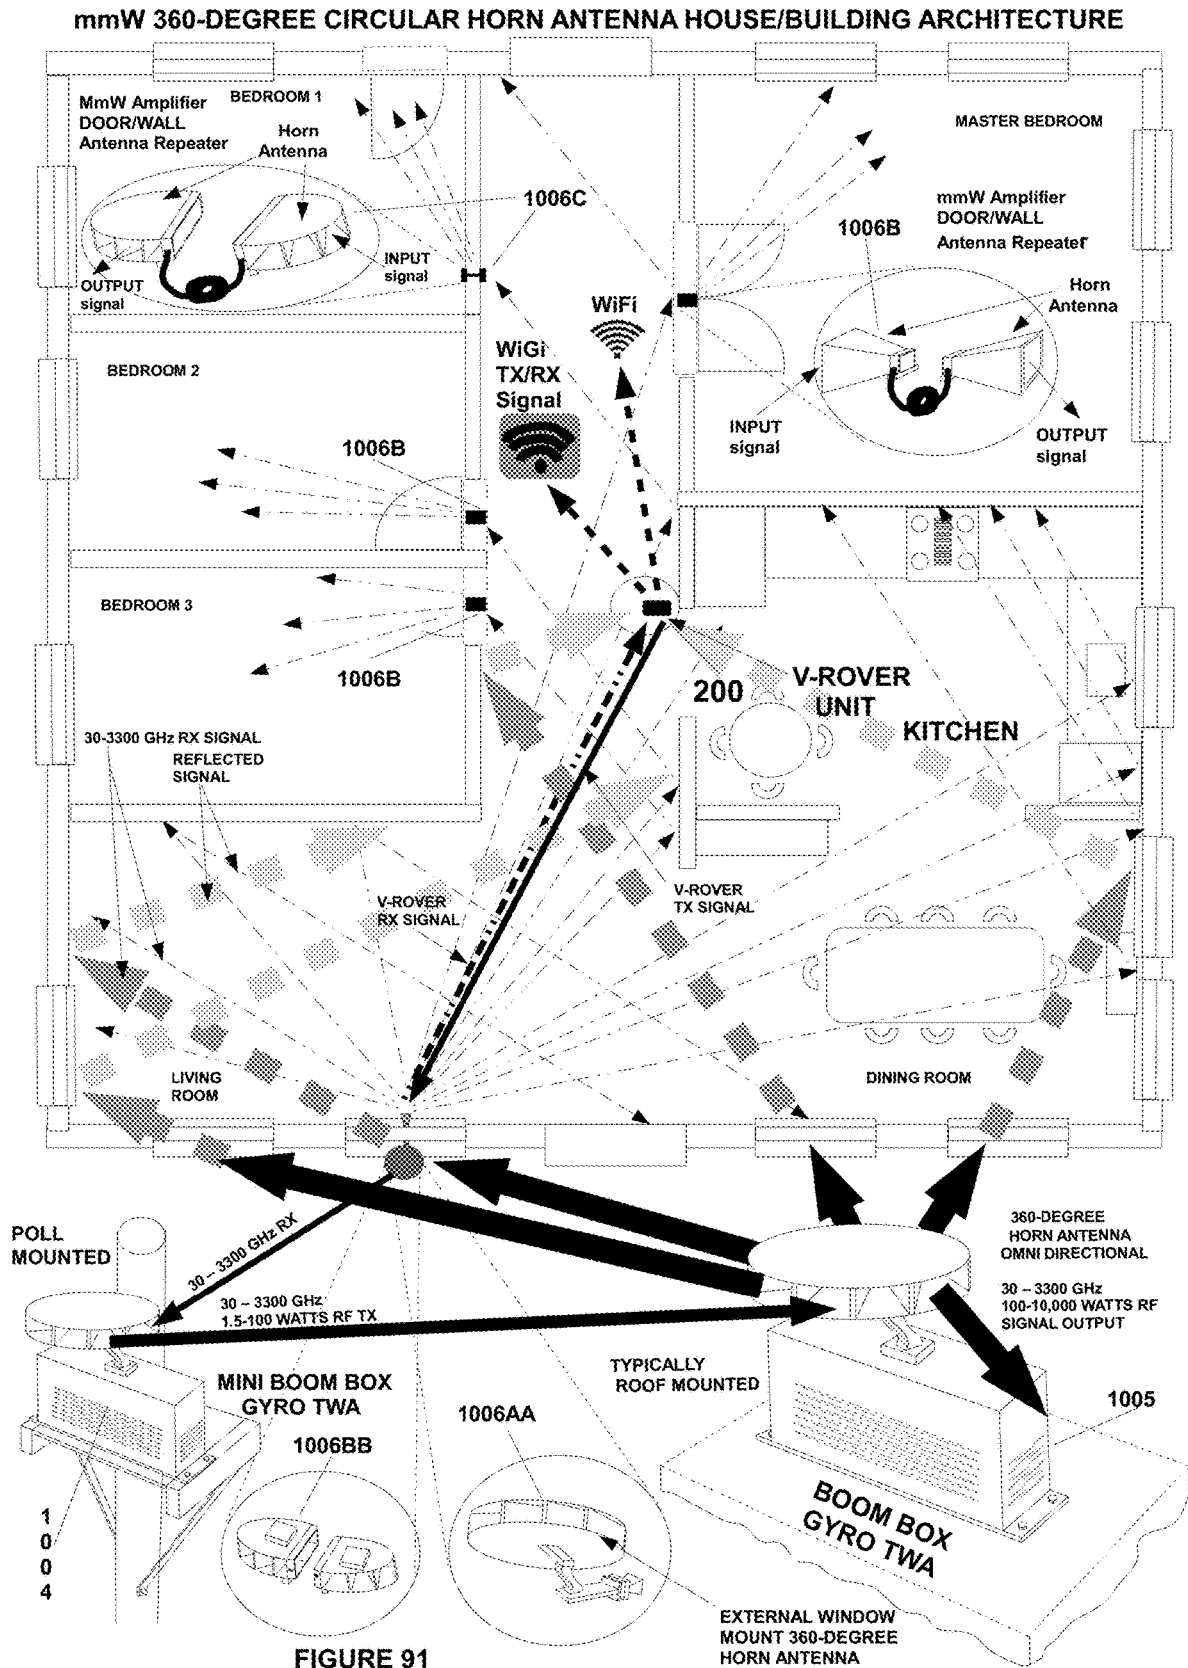 mmW 360-DEGREE CIRCULAR HORN ANTENNA HOUSE/BUILDING ARCHITECTURE
MmW Amplifier
DOOR/WALL
Antenna Repeater
BEDROOM 1
Horn
Antenna
1006C
OUTPUT
signal
INPUT
signal
MASTER BEDROOM
mmW Amplifier
DOOR/WALL
Antenna Repeater
1006B
Horn
Antenna
INPUT
signal
OUTPUT
signal
WiFi
WiGi
TX/RX
Signal
BEDROOM 2
1006B
BEDROOM 3
1006B
200
V-ROVER
UNIT
KITCHEN
30-3300 GHz RX SIGNAL
REFLECTED
SIGNAL
V-ROVER
RX SIGNAL
V-ROVER
TX SIGNAL
LIVING
ROOM
DINING ROOM
POLL
MOUNTED
30 – 3300 GHz RX
30 – 3300 GHz
1.5-100 WATTS RF TX
360-DEGREE
HORN ANTENNA
OMNI DIRECTIONAL
30 – 3300 GHz
100-10,000 WATTS RF
SIGNAL OUTPUT
TYPICALLY
ROOF MOUNTED
MINI BOOM BOX
GYRO TWA
1006BB
1006AA
1005
BOOM BOX
GYRO TWA
1
0
0
4
EXTERNAL WINDOW
MOUNT 360-DEGREE
HORN ANTENNA
FIGURE 91